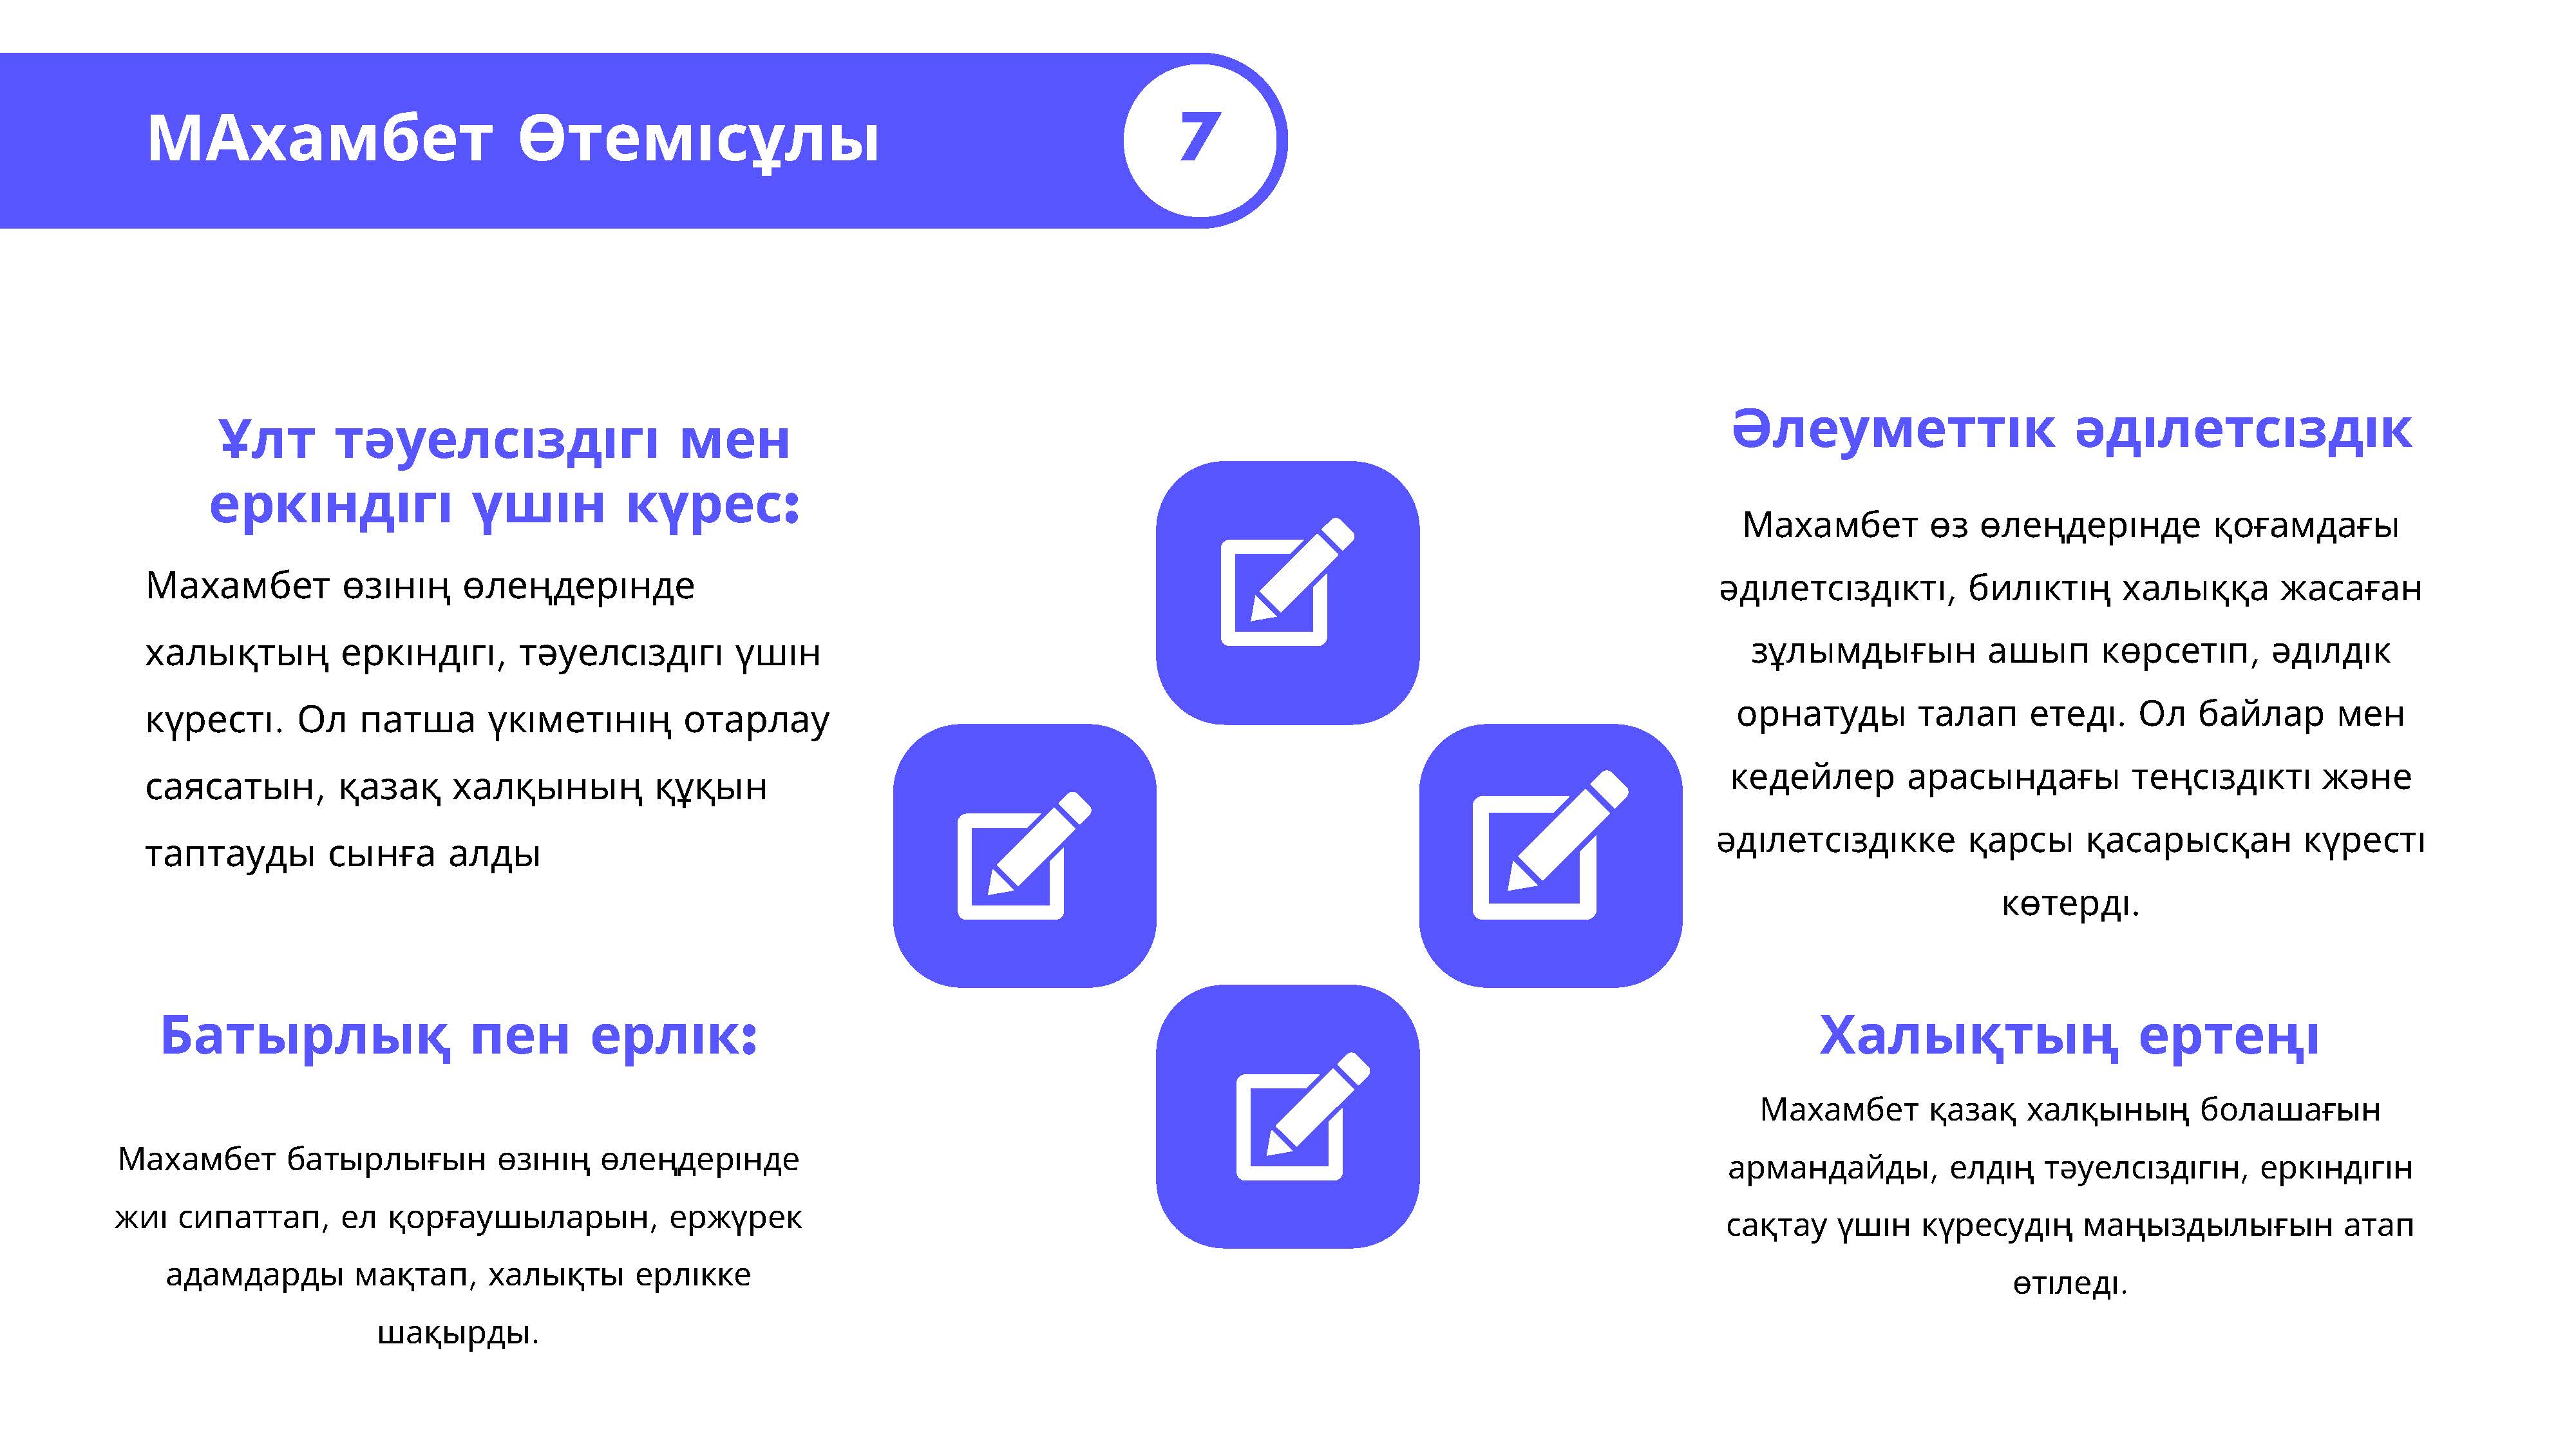 МАхамбет Өтемісұлы
7
Ұлт тәуелсіздігі мен
еркіндігі үшін күрес:
Махамбет өзінің өлеңдерінде
халықтың еркіндігі, тәуелсіздігі үшін
күресті. Ол патша үкіметінің отарлау
саясатын, қазақ халқының құқын
таптауды сынға алды
Батырлық пен ерлік:
Махамбет батырлығын өзінің өлеңдерінде
жиі сипаттап, ел қорғаушыларын, ержүрек
адамдарды мақтап, халықты ерлікке
шақырды.
Әлеуметтік әділетсіздік
Махамбет өз өлеңдерінде қоғамдағы
әділетсіздікті, биліктің халыққа жасаған
зұлымдығын ашып көрсетіп, әділдік
орнатуды талап етеді. Ол байлар мен
кедейлер арасындағы теңсіздікті және
әділетсіздікке қарсы қасарысқан күресті
көтерді.
Халықтың ертеңі
Махамбет қазақ халқының болашағын
армандайды, елдің тәуелсіздігін, еркіндігін
сақтау үшін күресудің маңыздылығын атап
өтіледі.